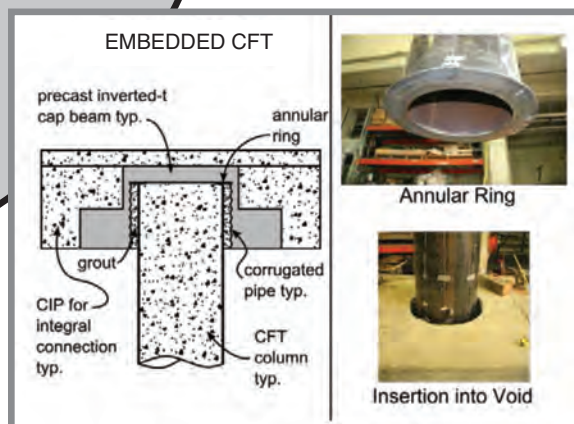 EMBEDDED CFT
precast inverted-t
cap beam typ.
annular
ring
grout
corrugated
pipe typ.
CIP for
integral
connection
typ.
CFT
column
typ.
Annular Ring
Insertion into Void